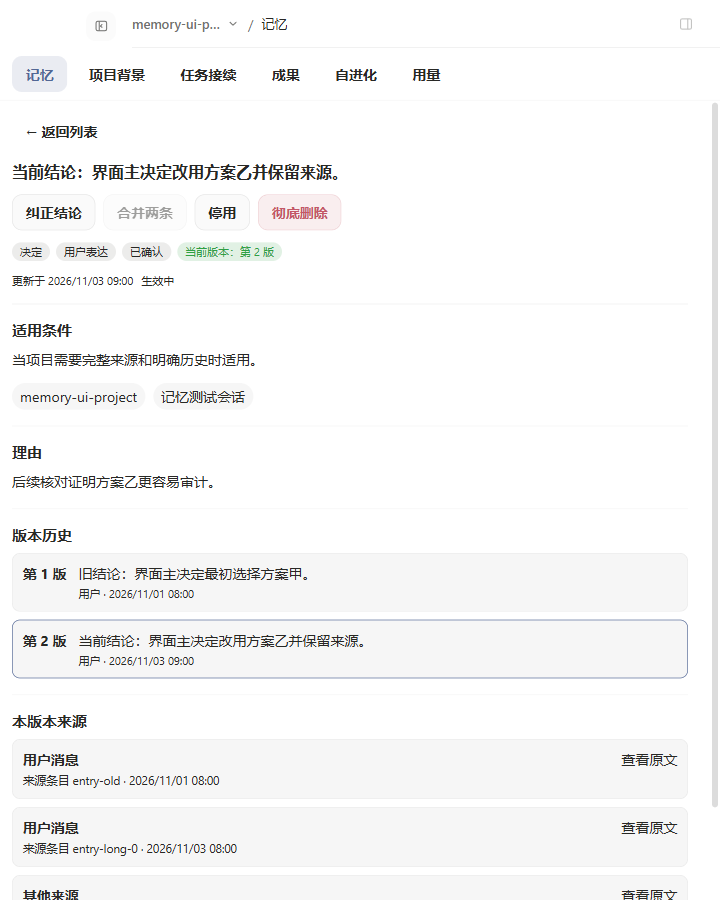 memory-ui-p... / 记忆
记忆 项目背景 任务接续 成果 自进化 用量
← 返回列表
当前结论：界面主决定改用方案乙并保留来源。
纠正结论 合并两条 停用 彻底删除
决定 用户表达 已确认 当前版本：第 2 版
更新于 2026/11/03 09:00 生效中
适用条件
当项目需要完整来源和明确历史时适用。
memory-ui-project 记忆测试会话
理由
后续核对证明方案乙更容易审计。
版本历史
第 1 版 旧结论：界面主决定最初选择方案甲。
用户 · 2026/11/01 08:00
第 2 版 当前结论：界面主决定改用方案乙并保留来源。
用户 · 2026/11/03 09:00
本版本来源
用户消息 查看原文
来源条目 entry-old · 2026/11/01 08:00
用户消息 查看原文
来源条目 entry-long-0 · 2026/11/03 08:00
其他来源 查看原文